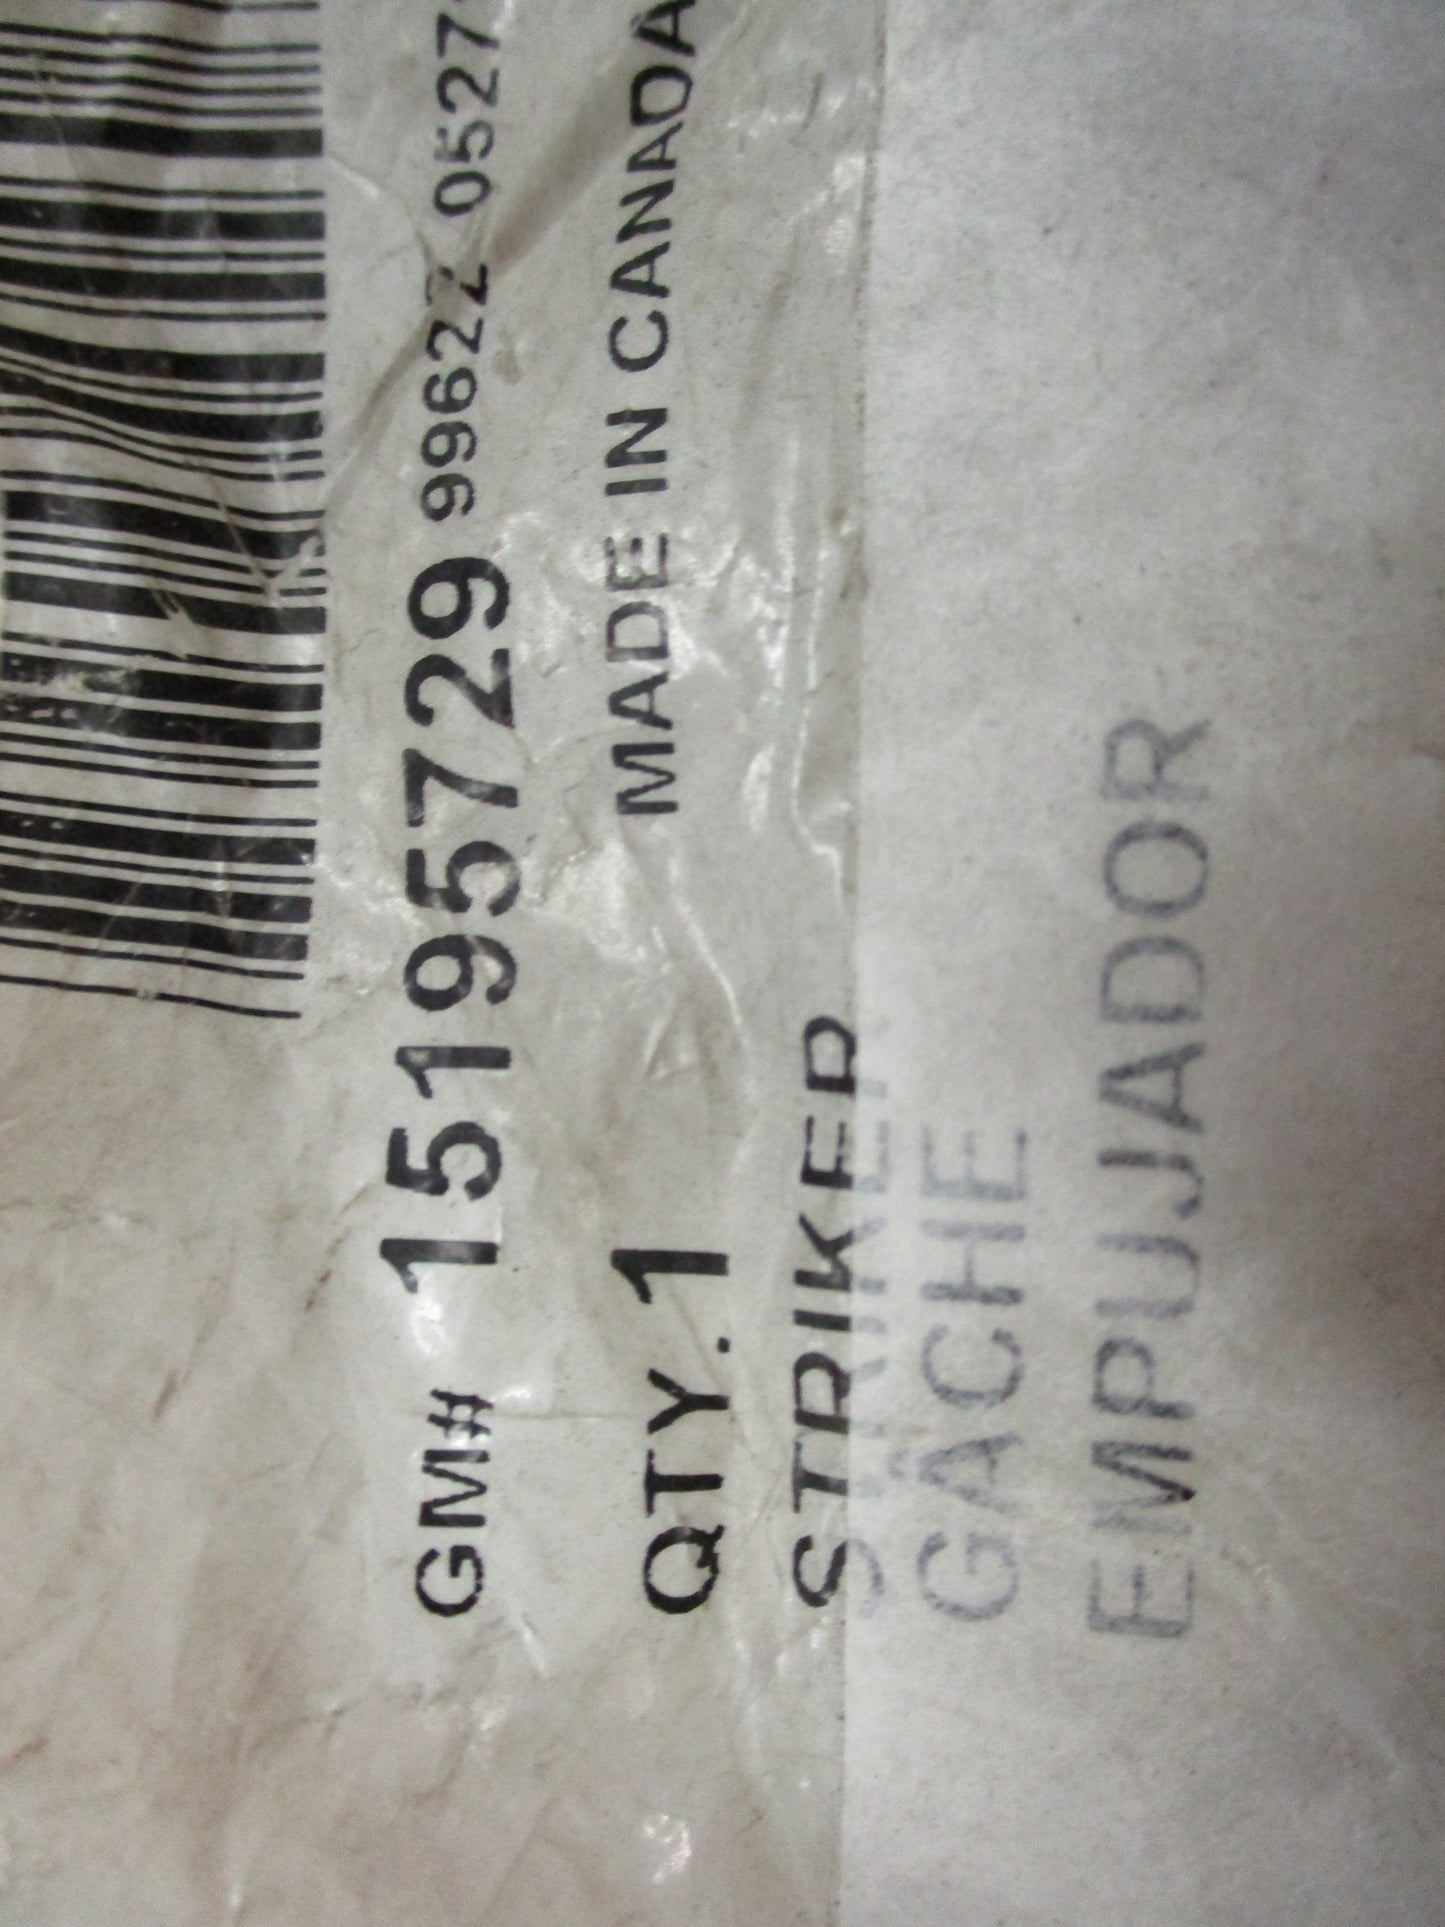 GM# 15195729 99622 0527
QTY. 1 MADE IN CANADA
STRIKER
GÂCHE
EMPUJADOR